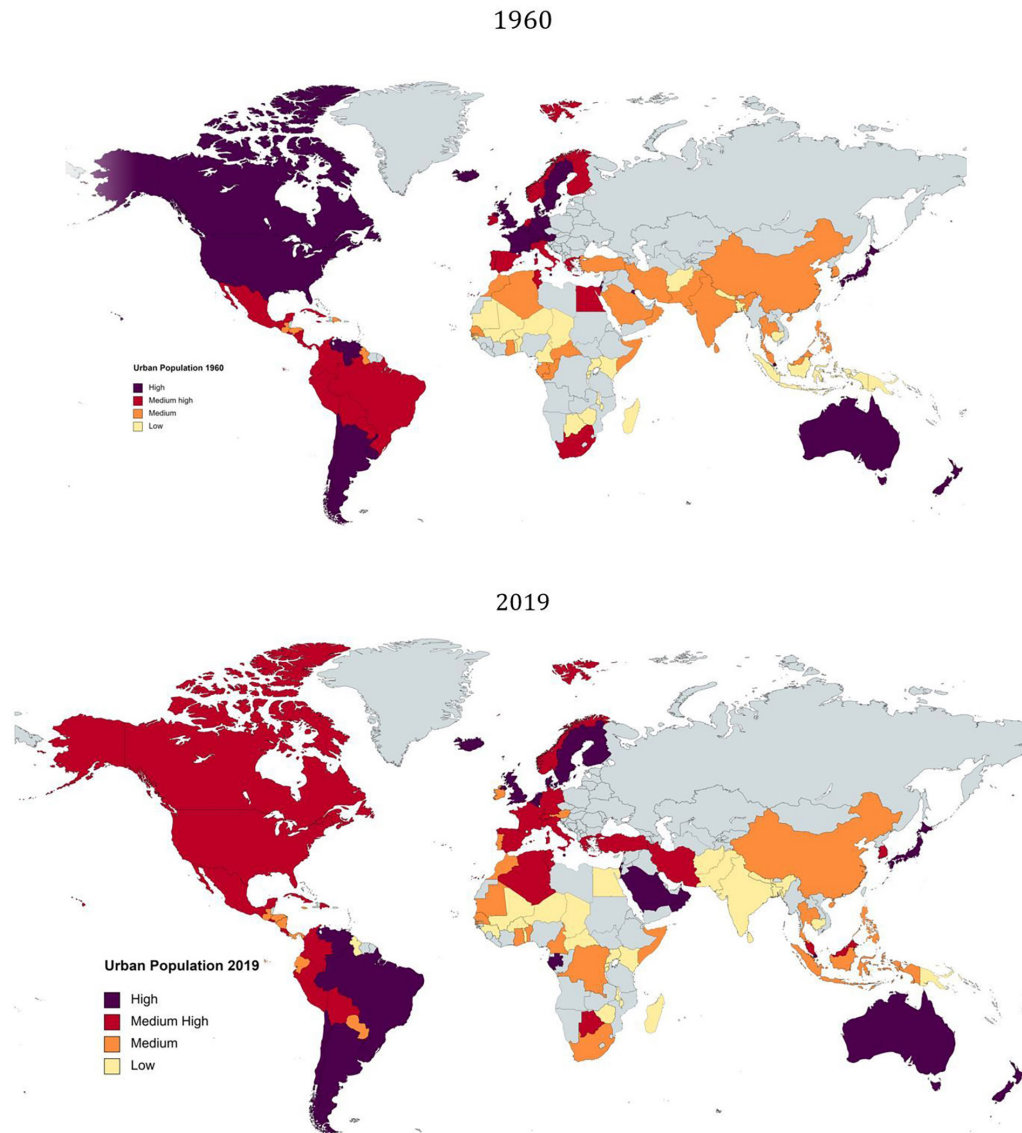 1960
Urban Population 1960
High
Medium high
Medium
Low
2019
Urban Population 2019
High
Medium High
Medium
Low